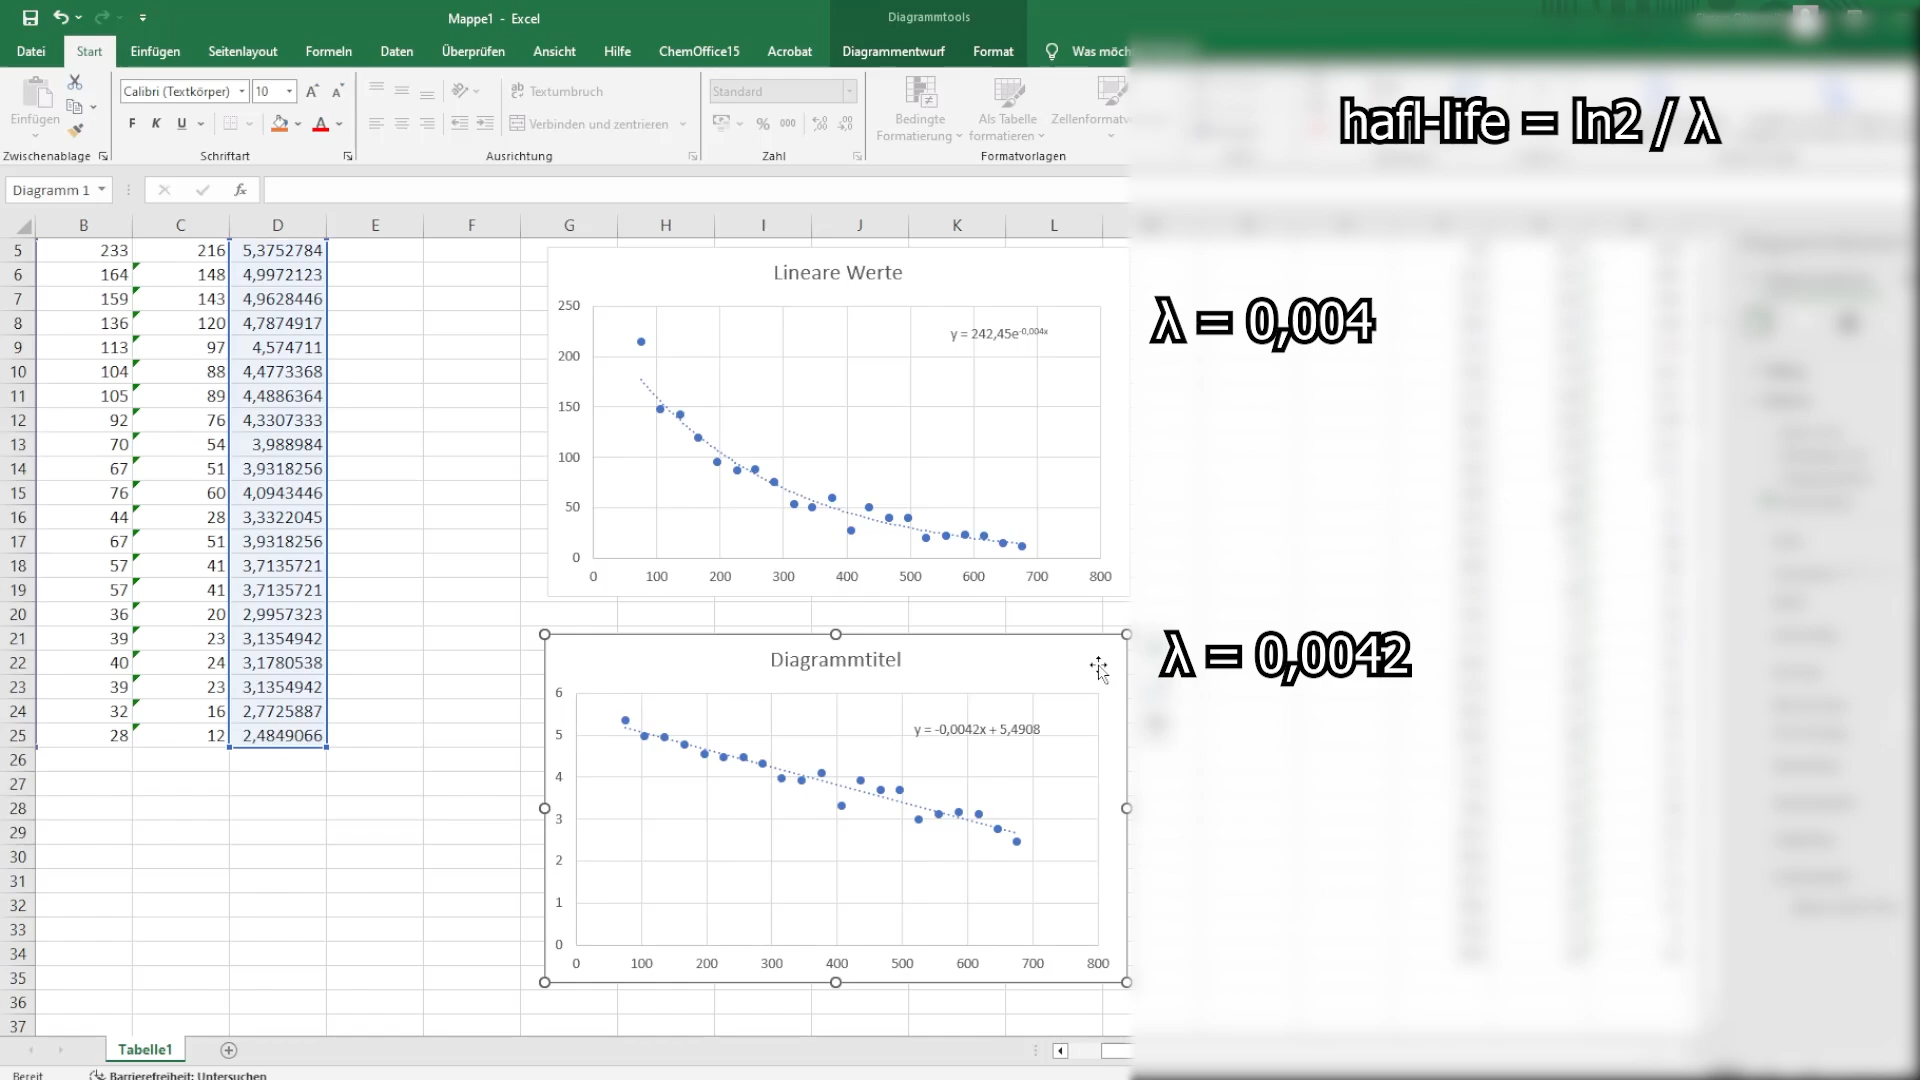 Mappe1 - Excel
Diagrammtools
Datei Start Einfügen Seitenlayout Formeln Daten Überprüfen Ansicht Hilfe ChemOffice15 Acrobat Diagrammentwurf Format Was möch
Einfügen
Calibri (Textkörper) 10
F K U
Textumbruch
Verbinden und zentrieren
Standard
% 000
Bedingte Formatierung
Als Tabelle formatieren
Zellenformatv
Zwischenablage Schriftart Ausrichtung Zahl Formatvorlagen
Diagramm 1 fx
B C D E F G H I J K L
5 233 216 5,3752784
6 164 148 4,9972123
7 159 143 4,9628446
8 136 120 4,7874917
9 113 97 4,574711
10 104 88 4,4773368
11 105 89 4,4886364
12 92 76 4,3307333
13 70 54 3,988984
14 67 51 3,9318256
15 76 60 4,0943446
16 44 28 3,3322045
17 67 51 3,9318256
18 57 41 3,7135721
19 57 41 3,7135721
20 36 20 2,9957323
21 39 23 3,1354942
22 40 24 3,1780538
23 39 23 3,1354942
24 32 16 2,7725887
25 28 12 2,4849066
26
27
28
29
30
31
32
33
34
35
36
37
Lineare Werte
y = 242,45e-0,004x
250
200
150
100
50
0
0 100 200 300 400 500 600 700 800
Diagrammtitel
y = -0,0042x + 5,4908
6
5
4
3
2
1
0
0 100 200 300 400 500 600 700 800
hafl-life = ln2 / λ
λ = 0,004
λ = 0,0042
Tabelle1
Bereit Barrierefreiheit: Untersuchen